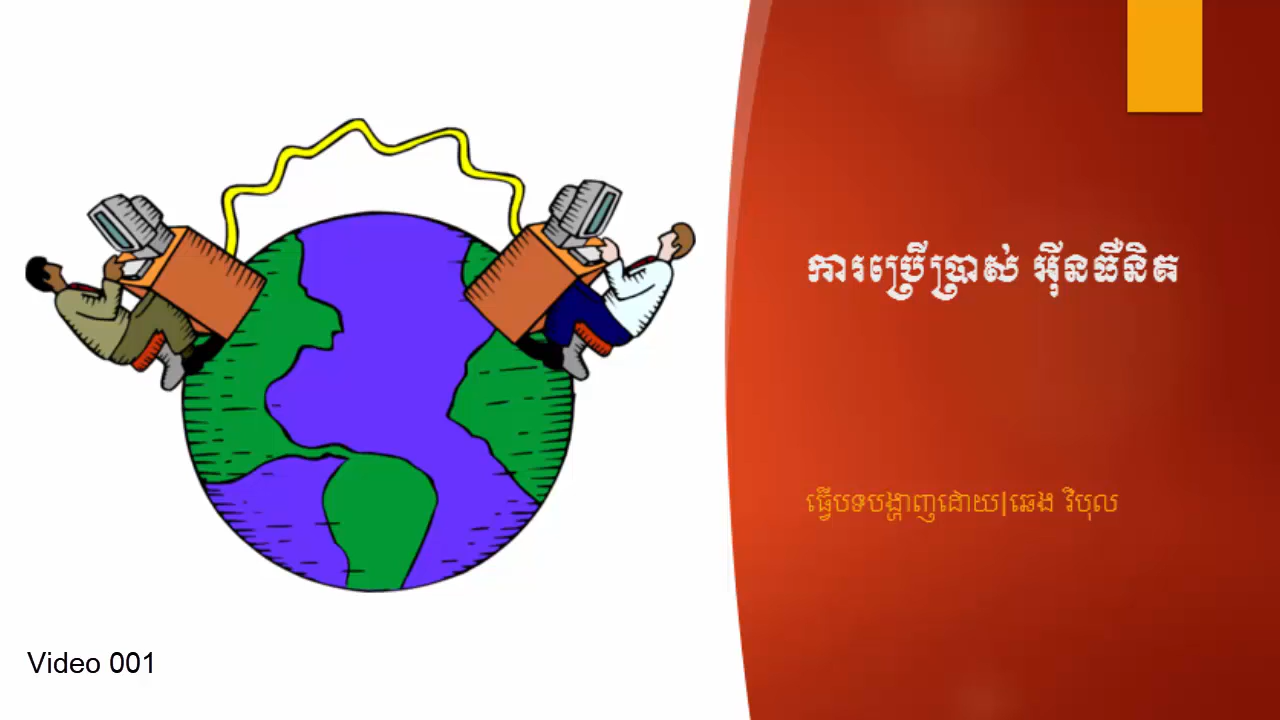 ការប្រើប្រាស់ អ៊ីនធឺនិត
ធ្វើបទបង្ហាញដោយ|ឆេង វិបុល
Video 001